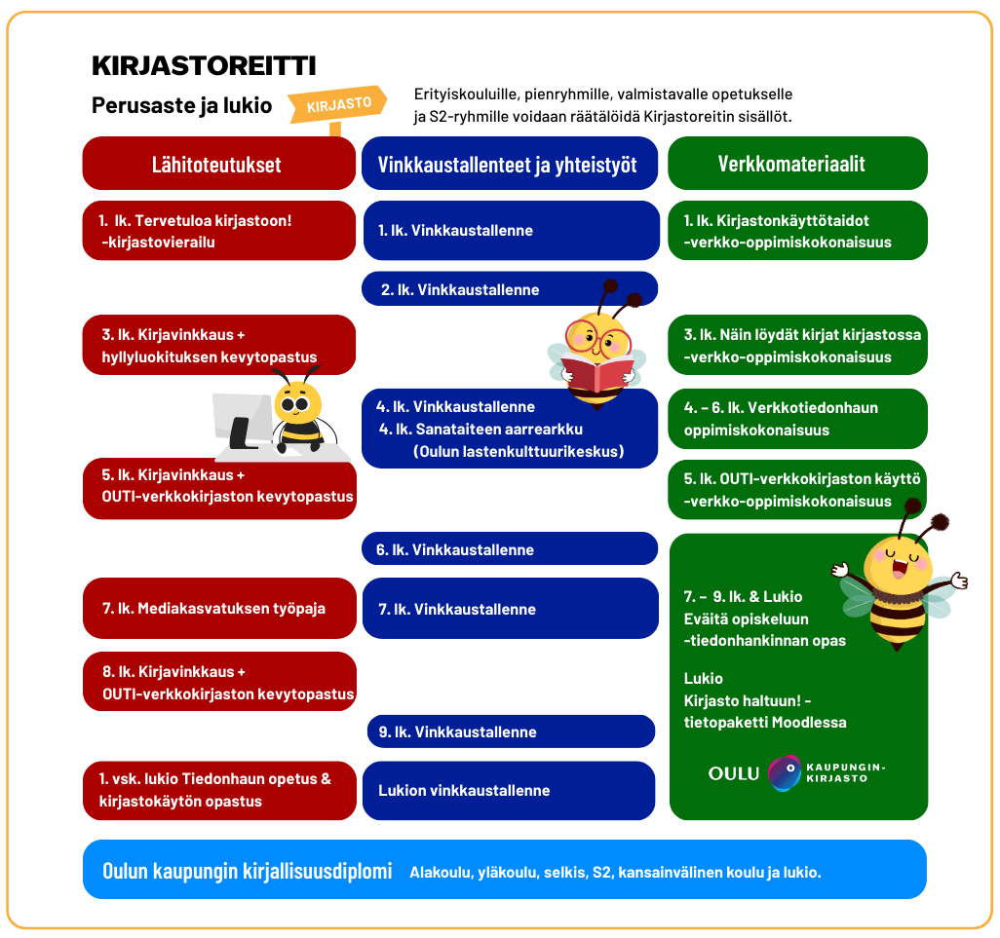 KIRJASTOREITTI
Perusaste ja lukio
KIRJASTO
Erityiskouluille, pienryhmille, valmistavalle opetukselle
ja S2-ryhmille voidaan räätälöidä Kirjastoreitin sisällöt.
Lähitoteutukset
1. lk. Tervetuloa kirjastoon!
-kirjastovierailu
3. lk. Kirjavinkkaus +
hyllyluokituksen kevytopastus
5. lk. Kirjavinkkaus +
OUTI-verkkokirjaston kevytopastus
7. lk. Mediakasvatuksen työpaja
8. lk. Kirjavinkkaus +
OUTI-verkkokirjaston kevytopastus
1. vsk. lukio Tiedonhaun opetus &
kirjastokäytön opastus
Vinkkaustallenteet ja yhteistyöt
1. lk. Vinkkaustallenne
2. lk. Vinkkaustallenne
4. lk. Vinkkaustallenne
4. lk. Sanataiteen aarrearkku
(Oulun lastenkulttuurikeskus)
6. lk. Vinkkaustallenne
7. lk. Vinkkaustallenne
9. lk. Vinkkaustallenne
Lukion vinkkaustallenne
Verkkomateriaalit
1. lk. Kirjastonkäyttötaidot
-verkko-oppimiskokonaisuus
3. lk. Näin löydät kirjat kirjastossa
-verkko-oppimiskokonaisuus
4. – 6. lk. Verkkotiedonhaun
oppimiskokonaisuus
5. lk. OUTI-verkkokirjaston käyttö
-verkko-oppimiskokonaisuus
7. – 9. lk. & Lukio
Eväitä opiskeluun
-tiedonhankinnan opas
Lukio
Kirjasto haltuun! -
tietopaketti Moodlessa
OULU
KAUPUNGIN-
KIRJASTO
Oulun kaupungin kirjallisuusdiplomi Alakoulu, yläkoulu, selkis, S2, kansainvälinen koulu ja lukio.